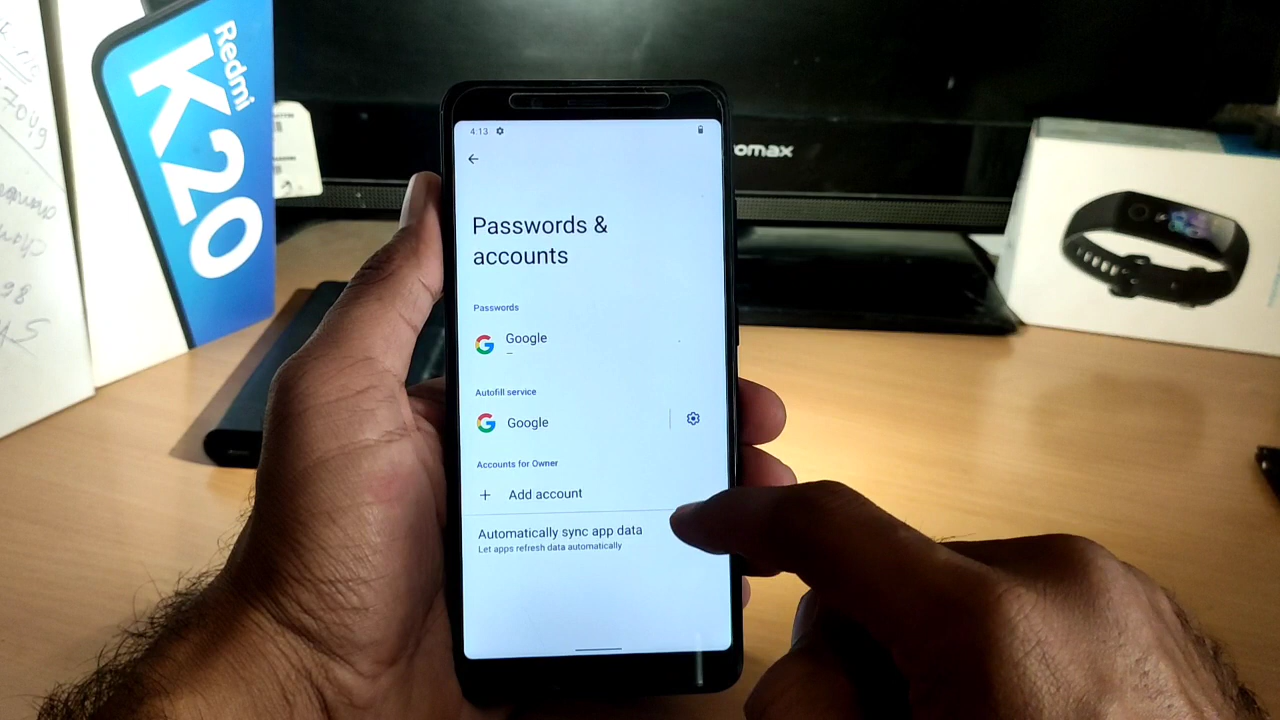 Redmi
K20
omax
4:13
Passwords &
accounts
Passwords
Google
–
Autofill service
Google
Accounts for Owner
+ Add account
Automatically sync app data
Let apps refresh data automatically